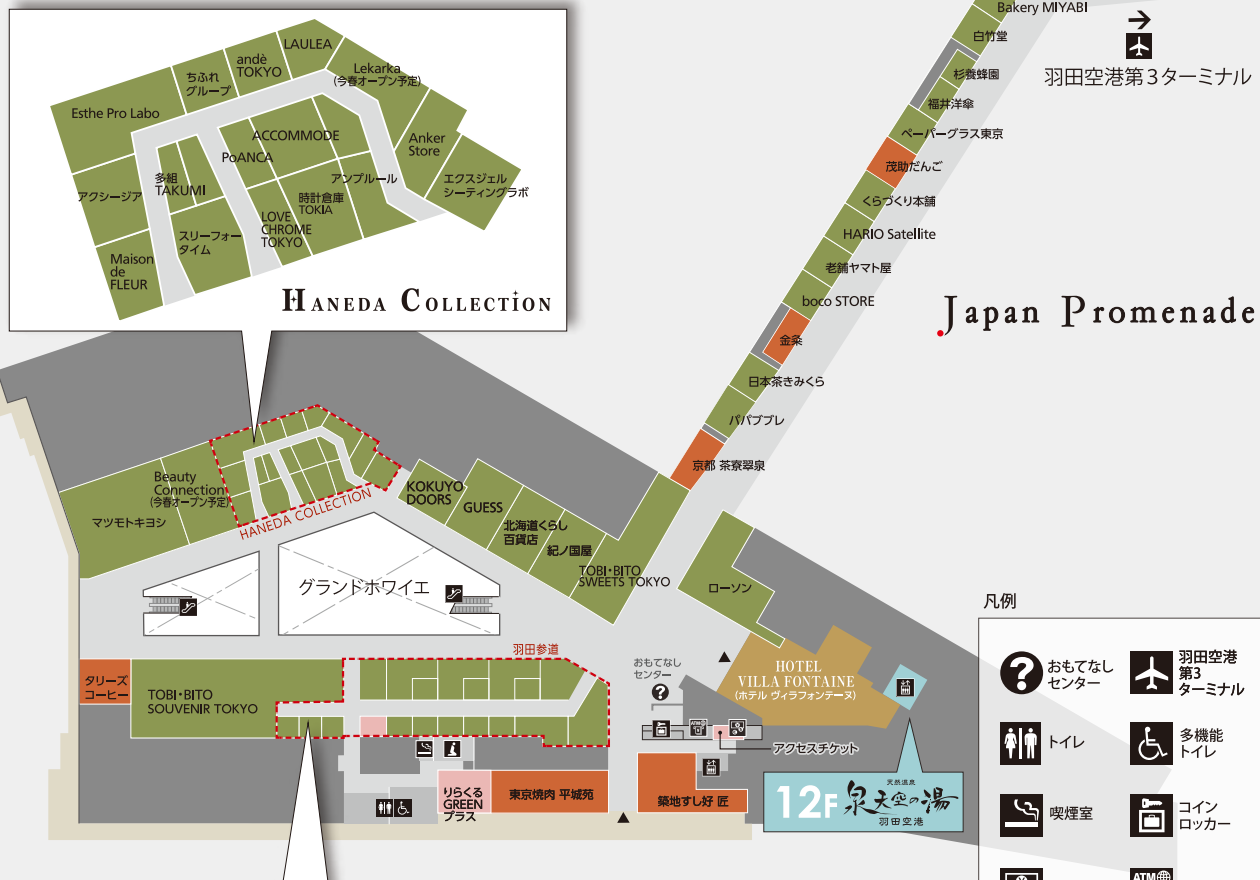 LAULEA
andè
TOKYO
ちふれ
グループ
Lekarka
(今春オープン予定)
Esthe Pro Labo
ACCOMMODE
Anker
Store
PoANCA
多組
TAKUMI
アンプルール
エクスジェル
シーティングラボ
アクシージア
時計倉庫
TOKIA
LOVE
CHROME
TOKYO
スリーフォー
タイム
Maison
de
FLEUR
HANEDA COLLECTION
Bakery MIYABI
白竹堂
杉養蜂園
福井洋傘
ペーパーグラス東京
茂助だんご
くらづくり本舗
HARIO Satellite
老舗ヤマト屋
boco STORE
金粂
日本茶きみくら
パパブブレ
京都 茶寮翠泉
羽田空港第3ターミナル
Japan Promenade
Beauty
Connection
(今春オープン予定)
マツモトキヨシ
HANEDA COLLECTION
KOKUYO
DOORS
GUESS
北海道くらし
百貨店
紀ノ国屋
TOBI・BITO
SWEETS TOKYO
ローソン
グランドホワイエ
羽田参道
タリーズ
コーヒー
TOBI・BITO
SOUVENIR TOKYO
おもてなし
センター
?
ATM
HOTEL
VILLA FONTAINE
(ホテル ヴィラフォンテーヌ)
アクセスチケット
りらくる
GREEN
プラス
東京焼肉 平城苑
築地すし好 匠
12F
天然温泉
泉天空の湯
羽田空港
凡例
?
おもてなし
センター
羽田空港
第3
ターミナル
トイレ
多機能
トイレ
喫煙室
コイン
ロッカー
ATM